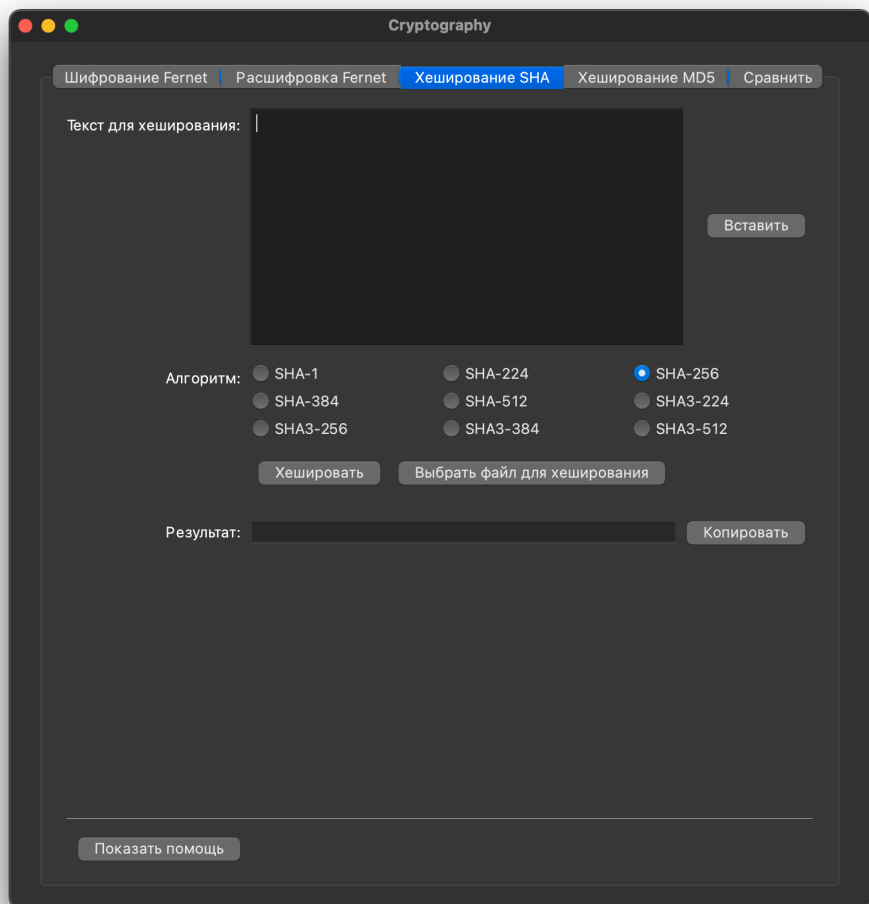 Cryptography
Шифрование Fernet Расшифровка Fernet Хеширование SHA Хеширование MD5 Сравнить
Текст для хеширования:
Вставить
Алгоритм: SHA-1 SHA-224 SHA-256
SHA-384 SHA-512 SHA3-224
SHA3-256 SHA3-384 SHA3-512
Хешировать Выбрать файл для хеширования
Результат: Копировать
Показать помощь